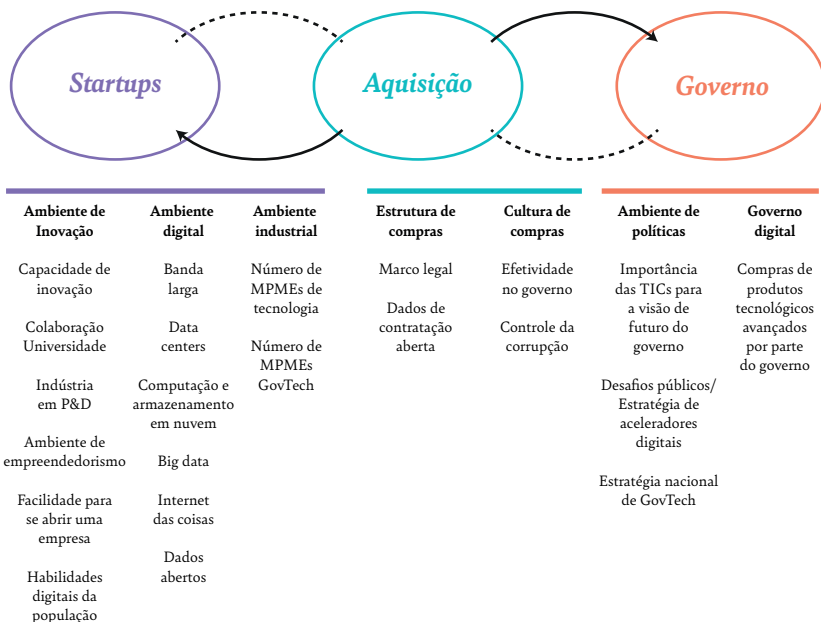 Startups
Aquisição
Governo
Ambiente de
Inovação
Capacidade de
inovação
Colaboração
Universidade
Indústria
em P&D
Ambiente de
empreendedorismo
Facilidade para
se abrir uma
empresa
Habilidades
digitais da
população
Ambiente
digital
Banda
larga
Data
centers
Computação e
armazenamento
em nuvem
Big data
Internet
das coisas
Dados
abertos
Ambiente
industrial
Número de
MPMEs de
tecnologia
Número de
MPMEs
GovTech
Estrutura de
compras
Marco legal
Dados de
contratação
aberta
Cultura de
compras
Efetividade
no governo
Controle da
corrupção
Ambiente de
políticas
Importância
das TICs para
a visão de
futuro do
governo
Desafios públicos/
Estratégia de
aceleradores
digitais
Estratégia nacional
de GovTech
Governo
digital
Compras de
produtos
tecnológicos
avançados
por parte
do governo